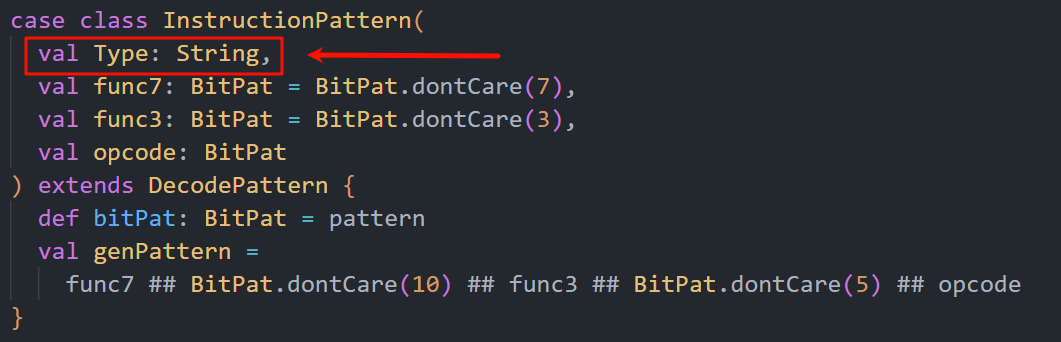 case class InstructionPattern(
val Type: String,
val func7: BitPat = BitPat.dontCare(7),
val func3: BitPat = BitPat.dontCare(3),
val opcode: BitPat
) extends DecodePattern {
def bitPat: BitPat = pattern
val genPattern =
func7 ## BitPat.dontCare(10) ## func3 ## BitPat.dontCare(5) ## opcode
}